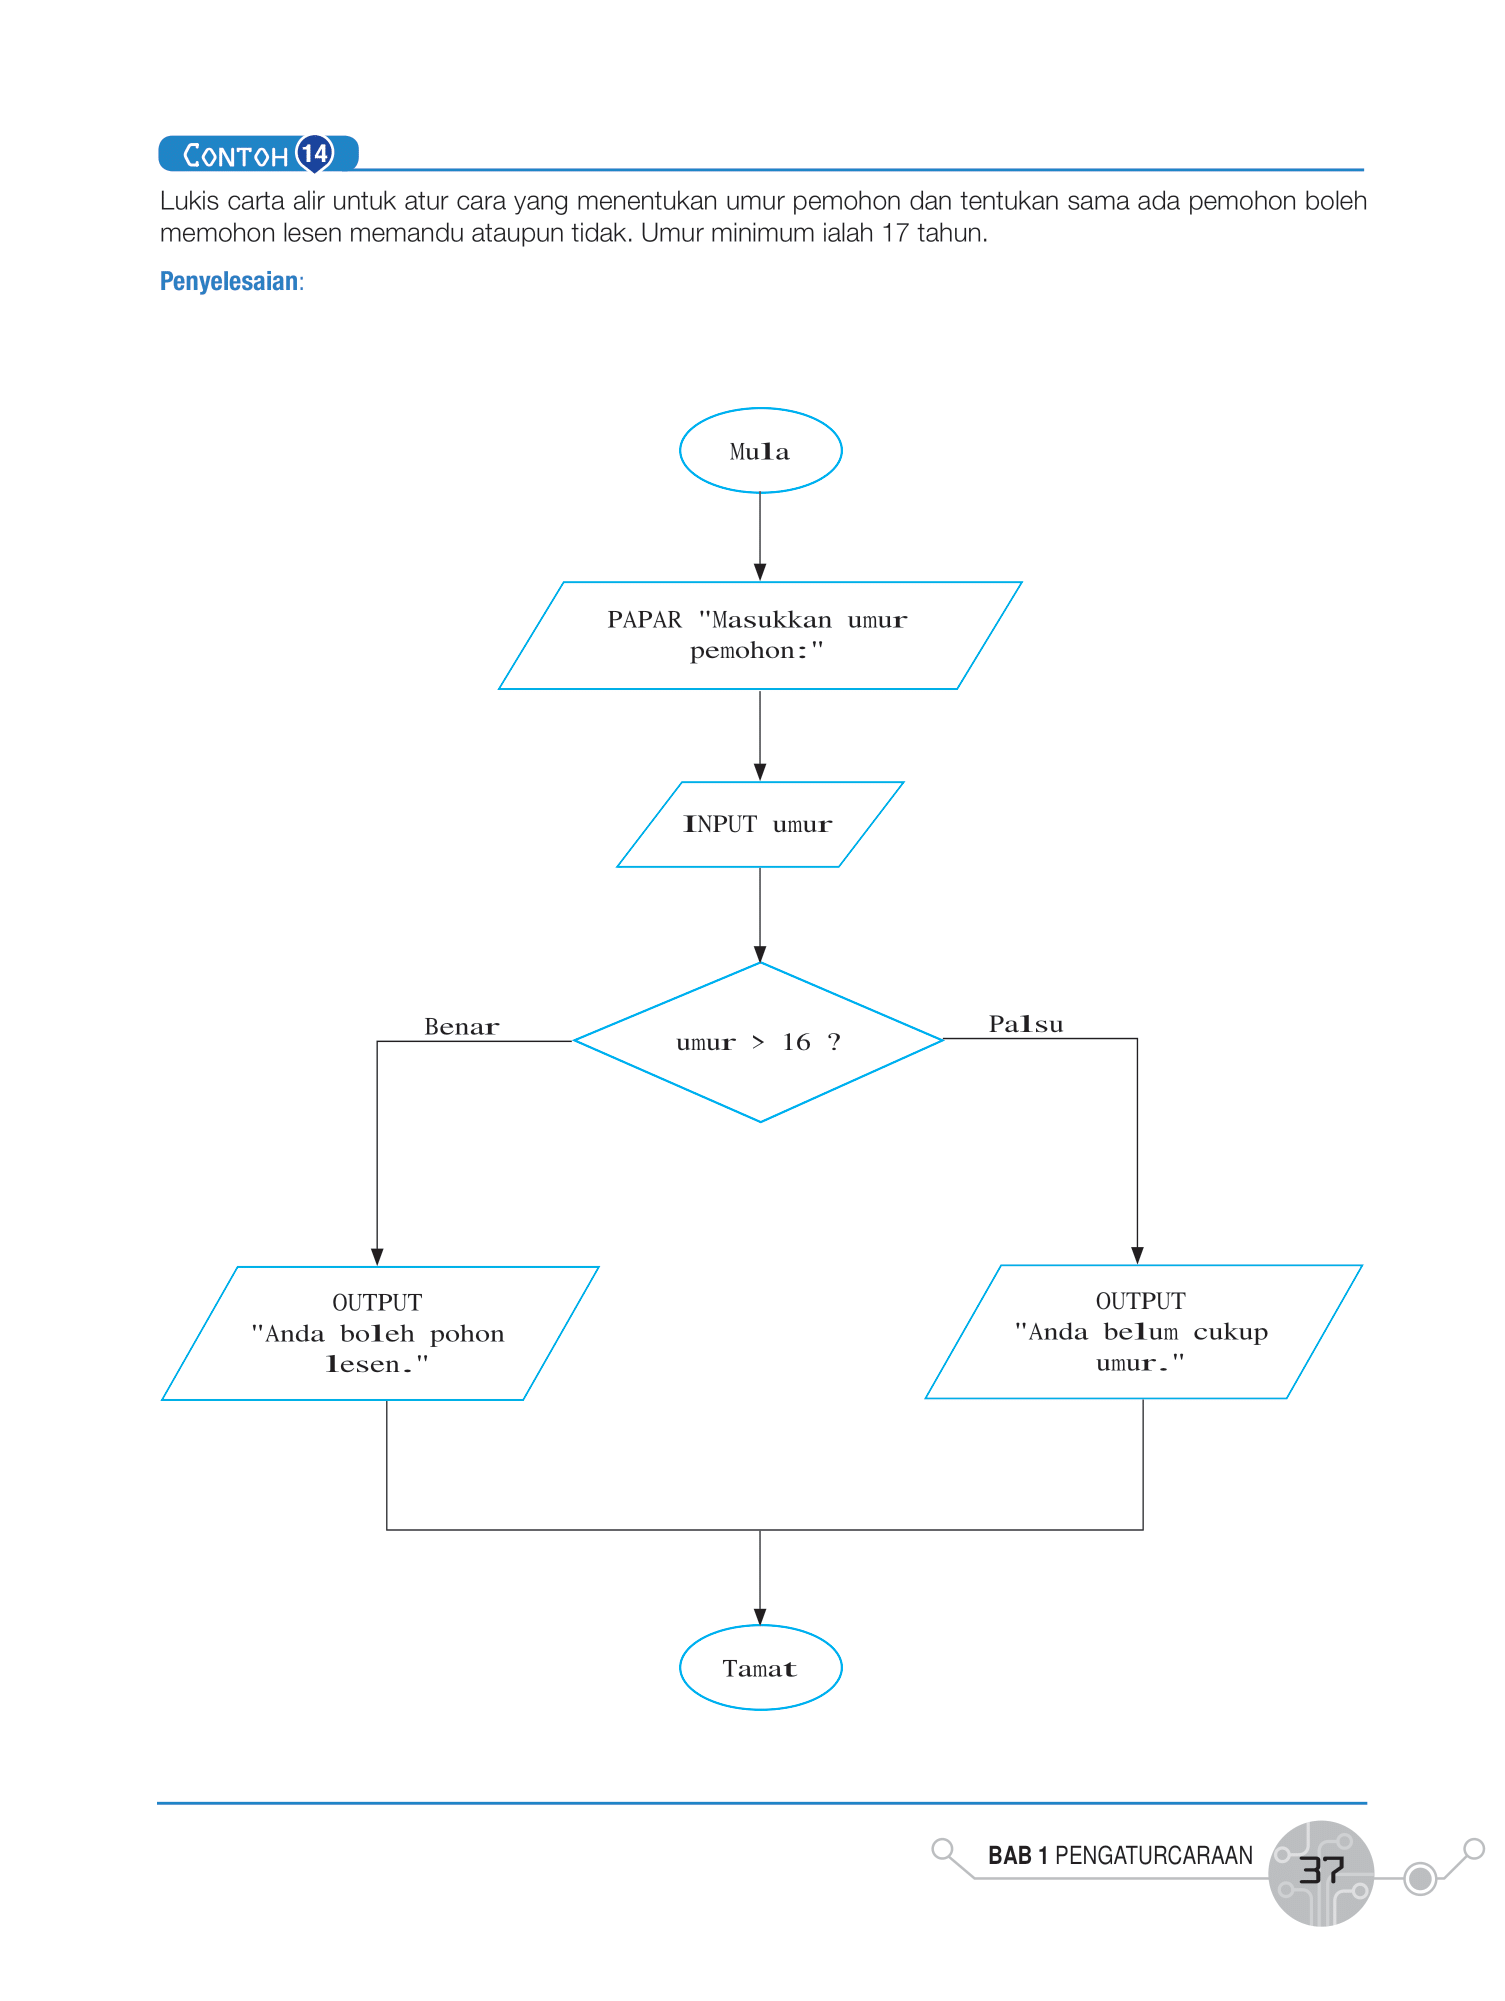 CONTOH 14
Lukis carta alir untuk atur cara yang menentukan umur pemohon dan tentukan sama ada pemohon boleh
memohon lesen memandu ataupun tidak. Umur minimum ialah 17 tahun.
Penyelesaian:
Mula
PAPAR "Masukkan umur
pemohon:"
INPUT umur
umur > 16 ?
Benar
Palsu
OUTPUT
"Anda boleh pohon
lesen."
OUTPUT
"Anda belum cukup
umur."
Tamat
BAB 1 PENGATURCARAAN
37